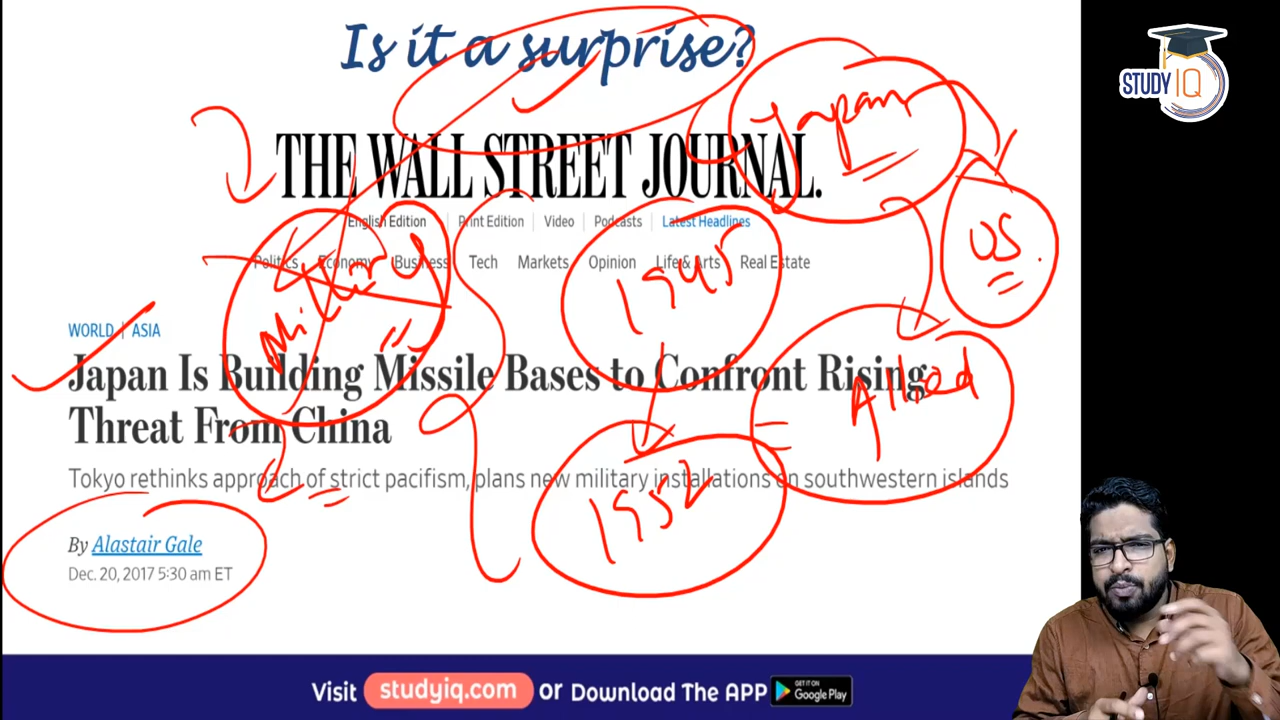 Is it a surprise?
STUDY IQ
Japan
THE WALL STREET JOURNAL.
English Edition | Print Edition | Video | Podcasts | Latest Headlines
US
Politics Economy Business Tech Markets Opinion Life & Arts Real Estate
Military
1945
WORLD | ASIA
Japan Is Building Missile Bases to Confront Rising
Allied
Threat From China
Tokyo rethinks approach of strict pacifism, plans new military installations on southwestern islands
1952
By Alastair Gale
Dec. 20, 2017 5:30 am ET
Visit studyiq.com or Download The APP GET IT ON Google Play